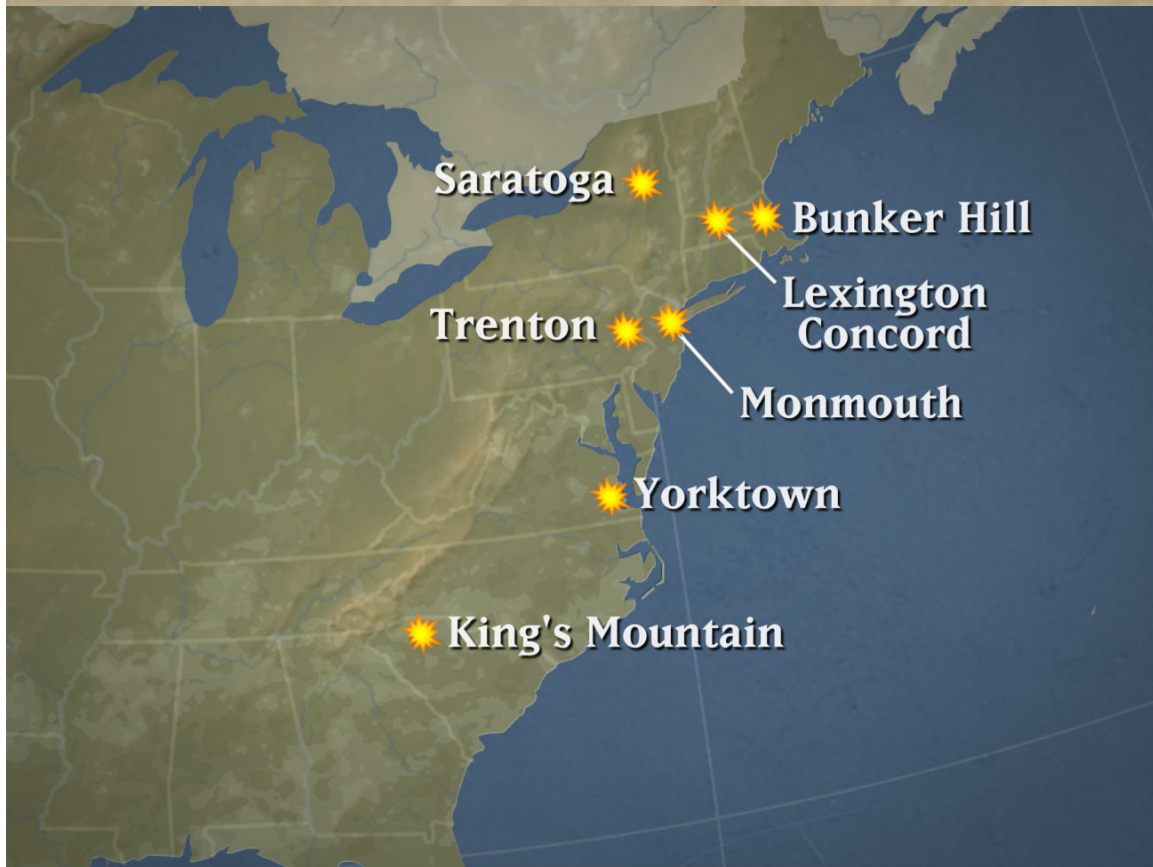 Saratoga
Bunker Hill
Lexington
Concord
Trenton
Monmouth
Yorktown
King's Mountain